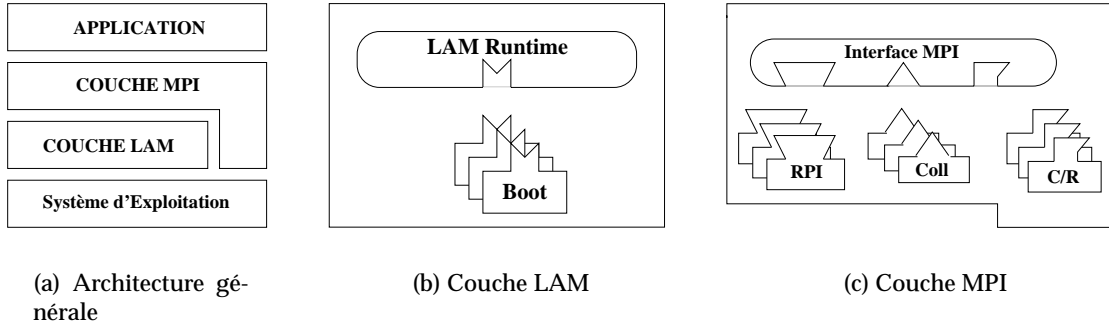 APPLICATION
COUCHE MPI
COUCHE LAM
Système d'Exploitation
(a) Architecture gé-
nérale
LAM Runtime
Boot
(b) Couche LAM
Interface MPI
RPI
Coll
C/R
(c) Couche MPI